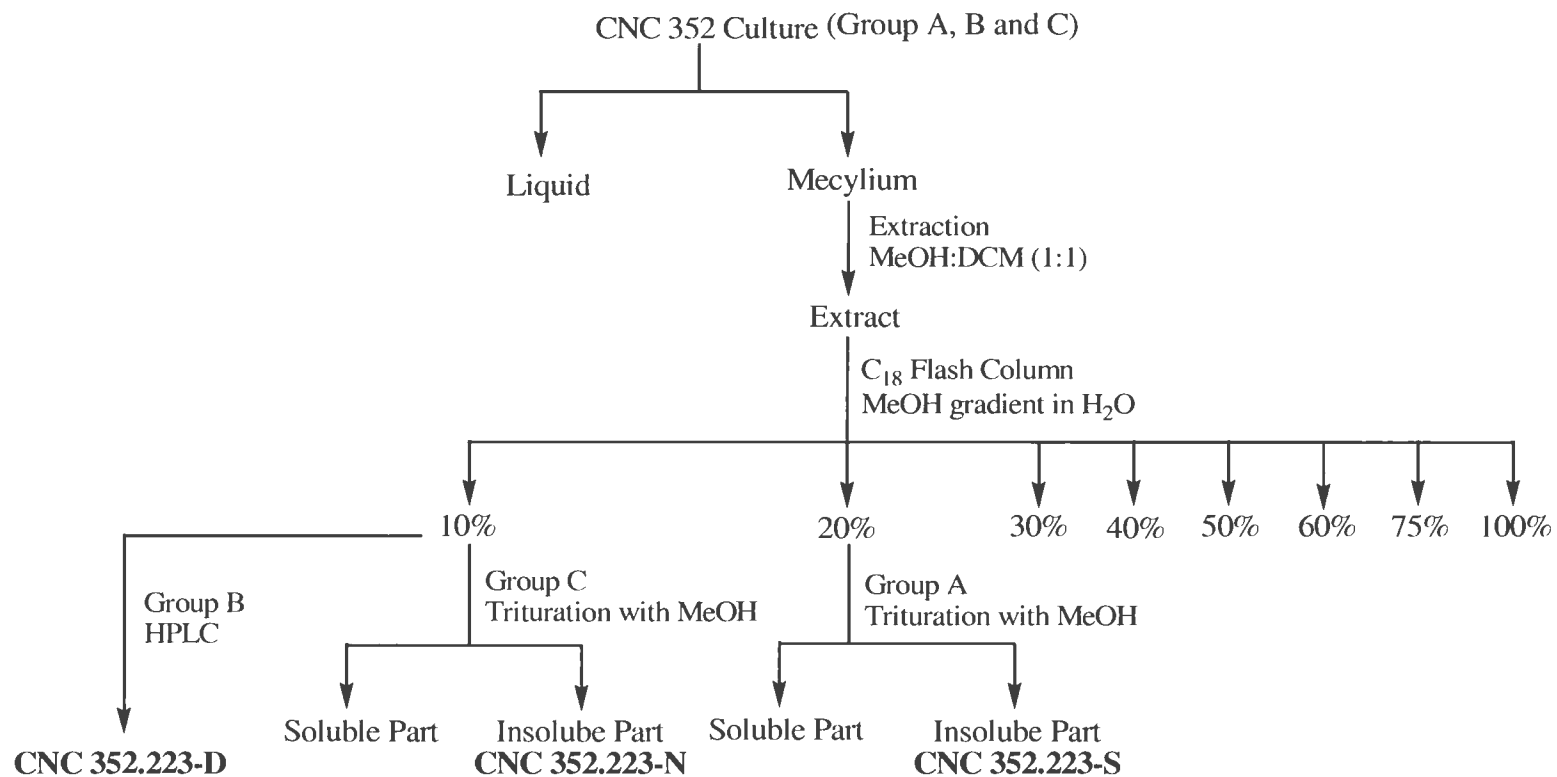 CNC 352 Culture (Group A, B and C)
Liquid
Mecylium
Extraction
MeOH:DCM (1:1)
Extract
C18 Flash Column
MeOH gradient in H2O
10%
20%
30%
40%
50%
60%
75%
100%
Group B
HPLC
Group C
Trituration with MeOH
Group A
Trituration with MeOH
CNC 352.223-D
Soluble Part
Insolube Part
CNC 352.223-N
Soluble Part
Insolube Part
CNC 352.223-S